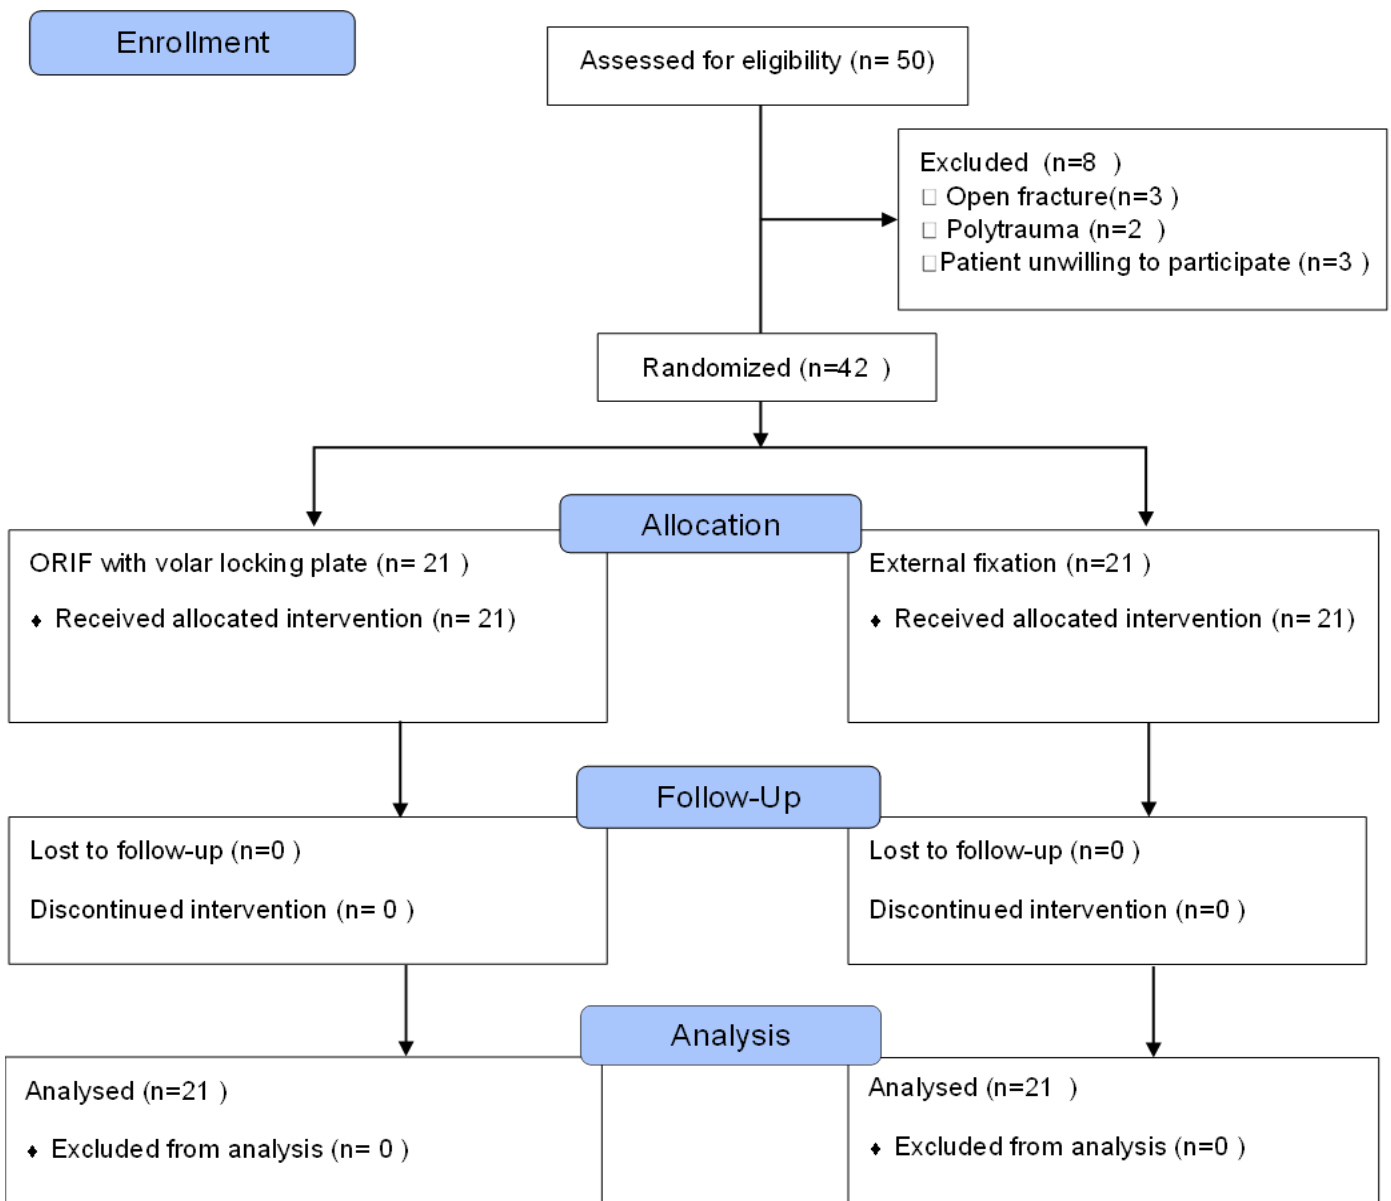 Enrollment
Assessed for eligibility (n= 50)
Excluded (n=8 )
□ Open fracture(n=3 )
□ Polytrauma (n=2 )
□Patient unwilling to participate (n=3 )
Randomized (n=42 )
Allocation
ORIF with volar locking plate (n= 21 )
♦ Received allocated intervention (n= 21)
External fixation (n=21 )
♦ Received allocated intervention (n= 21)
Follow-Up
Lost to follow-up (n=0 )
Discontinued intervention (n= 0 )
Lost to follow-up (n=0 )
Discontinued intervention (n=0 )
Analysis
Analysed (n=21 )
♦ Excluded from analysis (n= 0 )
Analysed (n=21 )
♦ Excluded from analysis (n=0 )